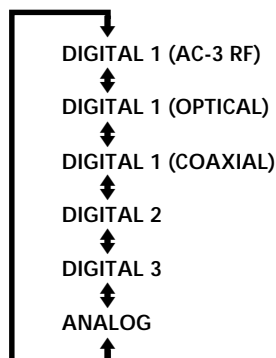 DIGITAL 1 (AC-3 RF)
DIGITAL 1 (OPTICAL)
DIGITAL 1 (COAXIAL)
DIGITAL 2
DIGITAL 3
ANALOG